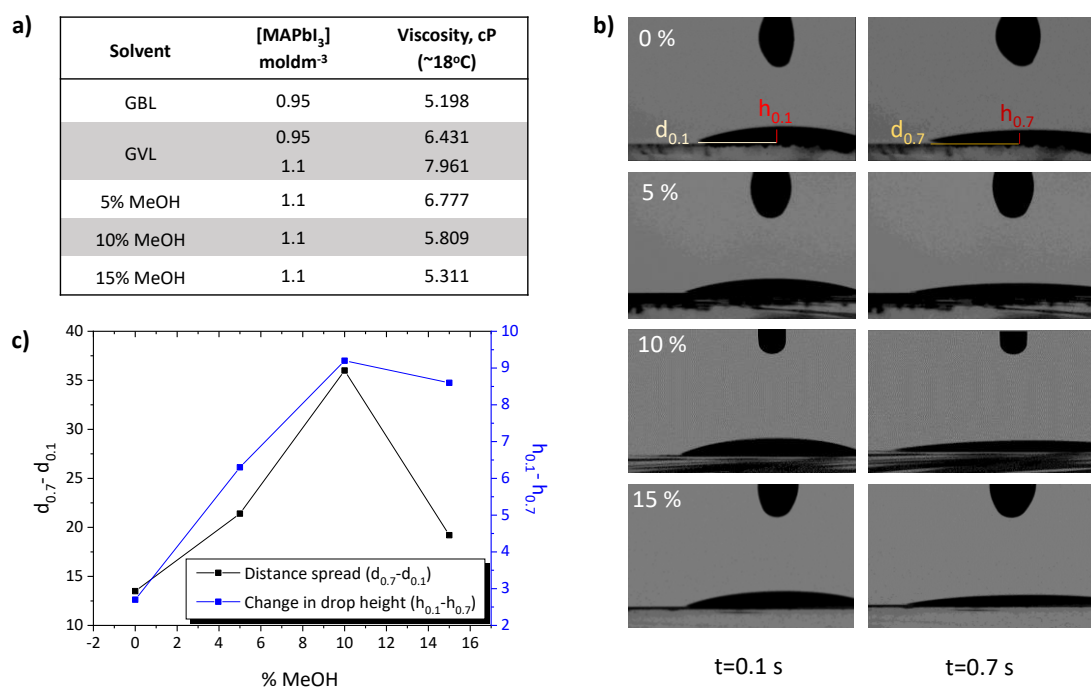 a)
Solvent [MAPbI₃] moldm⁻³ Viscosity, cP (~18°C)
GBL 0.95 5.198
GVL 0.95 6.431
1.1 7.961
5% MeOH 1.1 6.777
10% MeOH 1.1 5.809
15% MeOH 1.1 5.311
b)
0 %
h₀.₁
d₀.₁
h₀.₇
d₀.₇
5 %
10 %
15 %
t=0.1 s t=0.7 s
c)
40
35
30
25
20
15
10
d₀.₇- d₀.₁
10
9
8
7
6
5
4
3
2
h₀.₁- h₀.₇
Distance spread (d₀.₇-d₀.₁)
Change in drop height (h₀.₁-h₀.₇)
-2 0 2 4 6 8 10 12 14 16
% MeOH